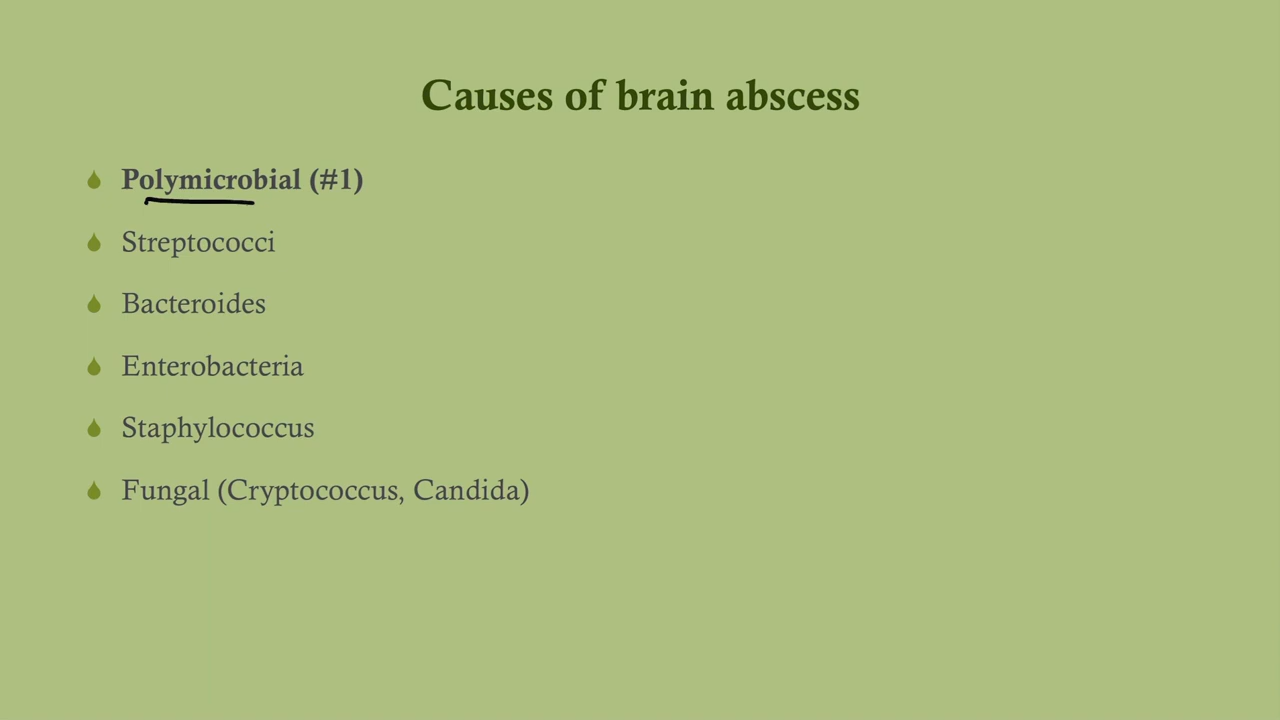 Causes of brain abscess
Polymicrobial (#1)
Streptococci
Bacteroides
Enterobacteria
Staphylococcus
Fungal (Cryptococcus, Candida)